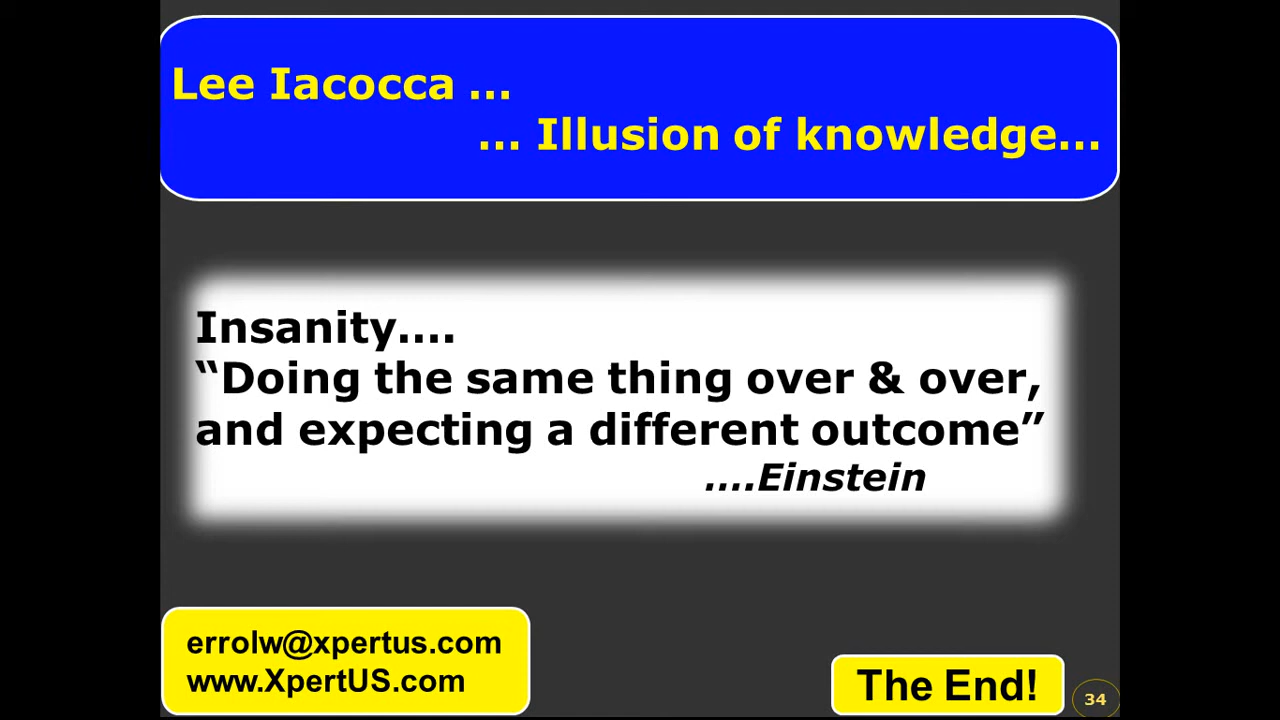 Lee Iacocca ...
... Illusion of knowledge...
Insanity....
“Doing the same thing over & over,
and expecting a different outcome”
....Einstein
errolw@xpertus.com
www.XpertUS.com
The End!
34